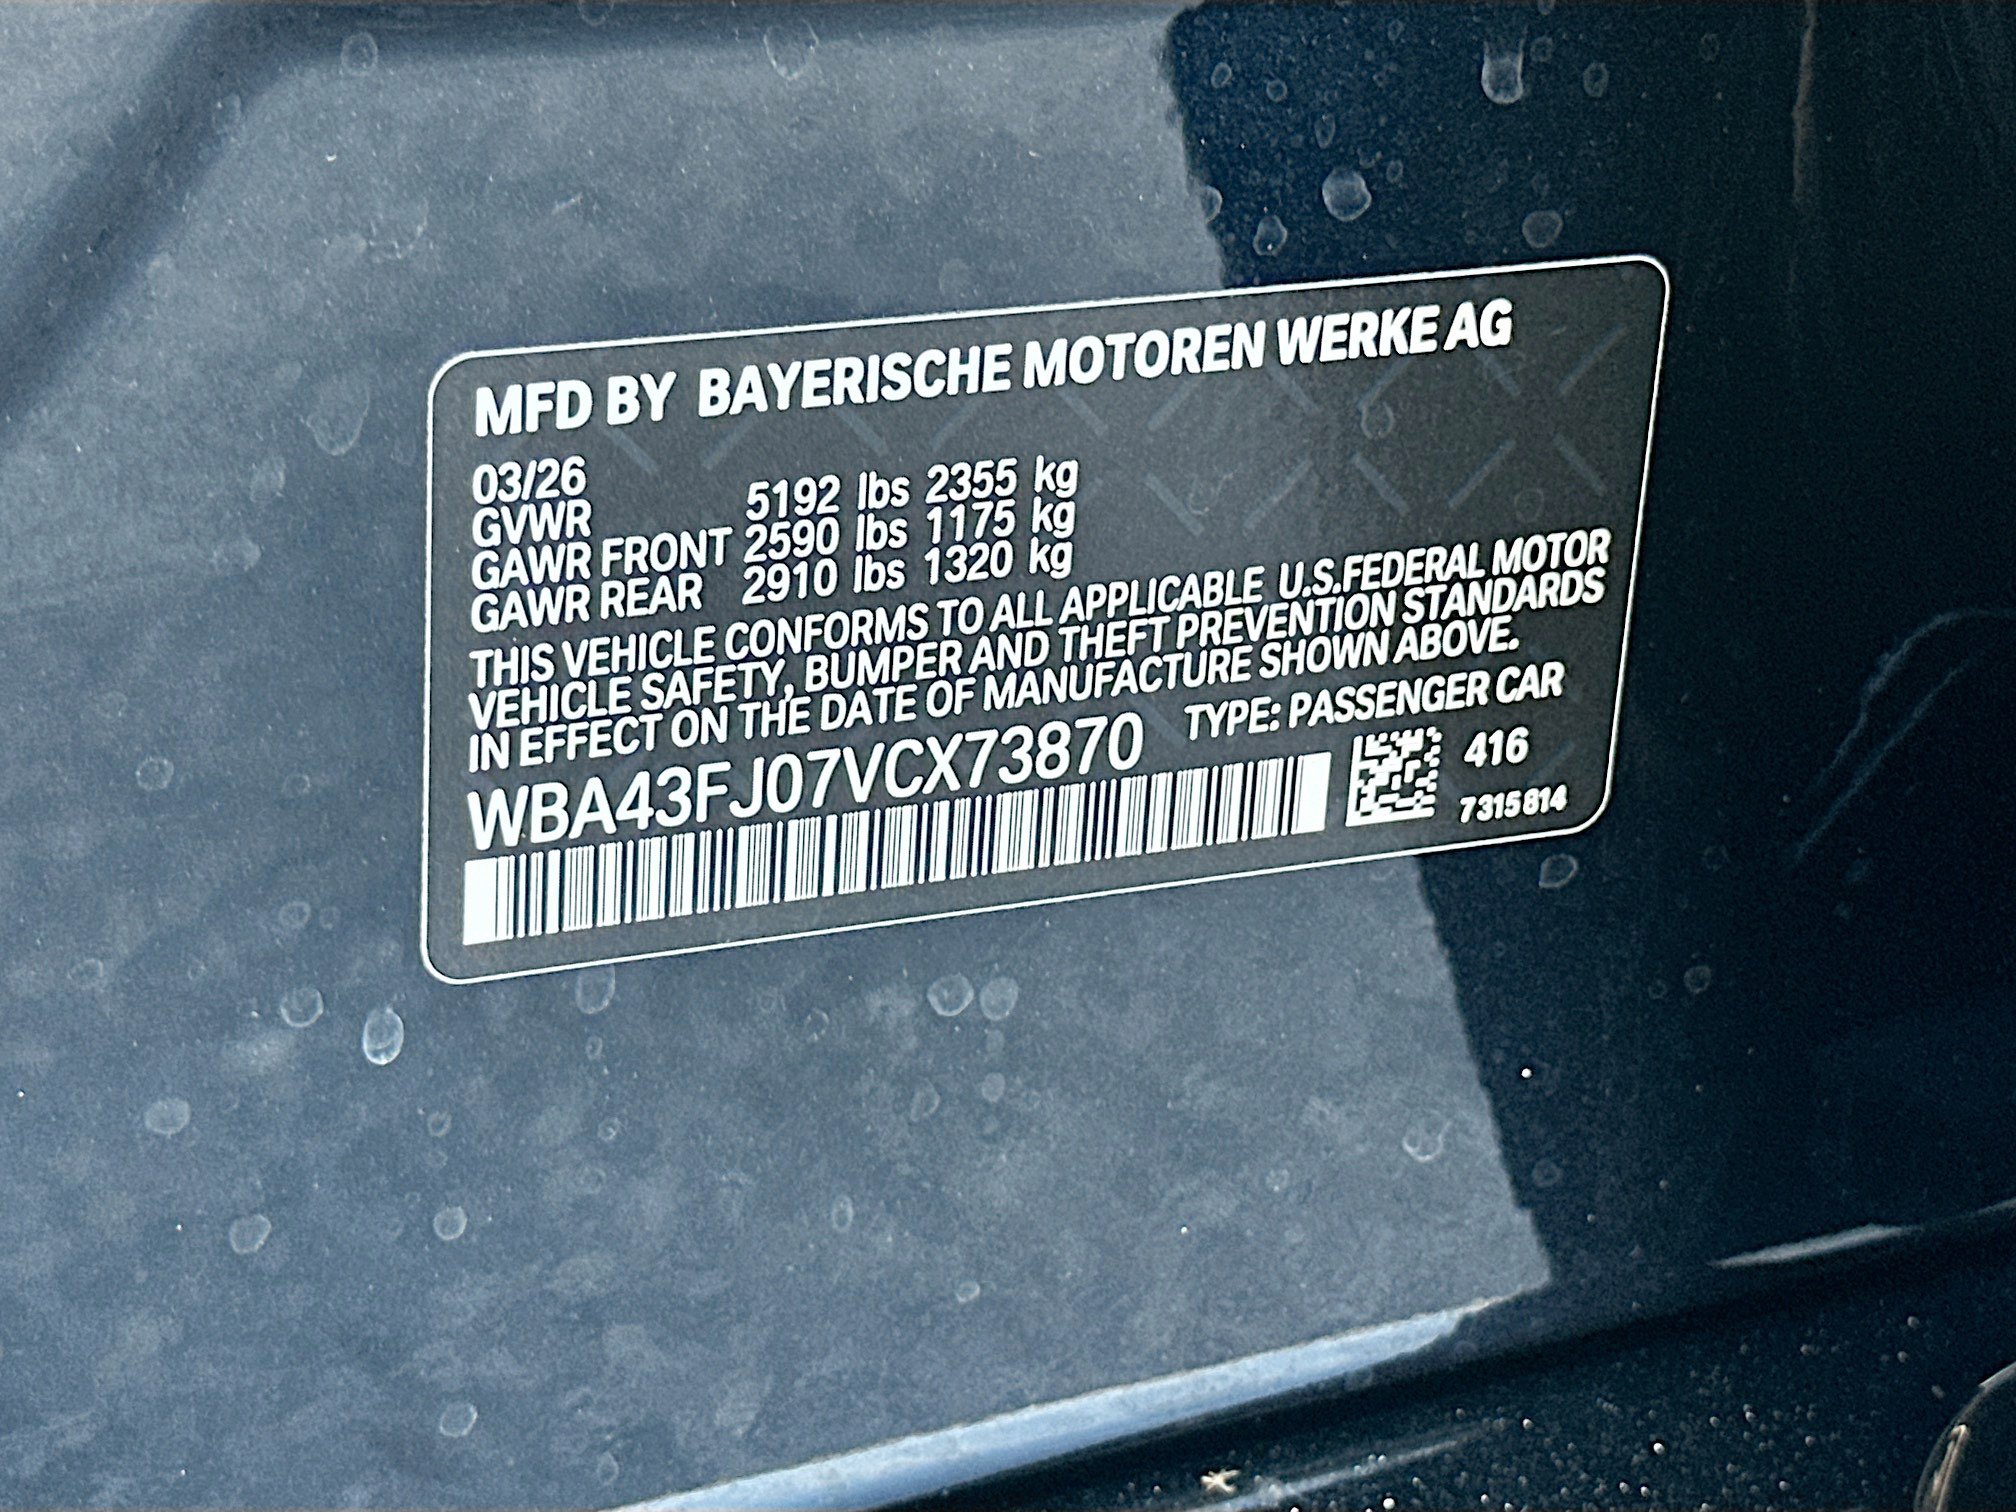 MFD BY BAYERISCHE MOTOREN WERKE AG
03/26
GVWR 5192 lbs 2355 kg
GAWR FRONT 2590 lbs 1175 kg
GAWR REAR 2910 lbs 1320 kg
THIS VEHICLE CONFORMS TO ALL APPLICABLE U.S.FEDERAL MOTOR
VEHICLE SAFETY, BUMPER AND THEFT PREVENTION STANDARDS
IN EFFECT ON THE DATE OF MANUFACTURE SHOWN ABOVE.
WBA43FJ07VCX73870 TYPE: PASSENGER CAR
416
7315814